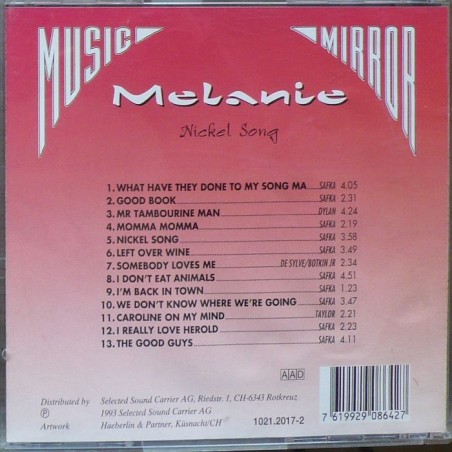 MUSIC MIRROR
Melanie
Nickel Song
1. WHAT HAVE THEY DONE TO MY SONG MA SAFKA 4.05
2. GOOD BOOK SAFKA 2.31
3. MR TAMBOURINE MAN DYLAN 4.24
4. MOMMA MOMMA SAFKA 2.19
5. NICKEL SONG SAFKA 3.58
6. LEFT OVER WINE SAFKA 3.49
7. SOMEBODY LOVES ME DE SYLVE/BOTKIN JR 2.34
8. I DON'T EAT ANIMALS SAFKA 4.51
9. I'M BACK IN TOWN SAFKA 1.23
10. WE DON'T KNOW WHERE WE'RE GOING SAFKA 3.47
11. CAROLINE ON MY MIND TAYLOR 2.21
12. I REALLY LOVE HEROLD SAFKA 2.23
13. THE GOOD GUYS SAFKA 4.11
AAD
Distributed by Selected Sound Carrier AG, Riedstr. 1, CH-6343 Rotkreuz
Ⓟ 1993 Selected Sound Carrier AG
Artwork Haeberlin & Partner, Küsnacht/CH
1021.2017-2
7 619929 086427